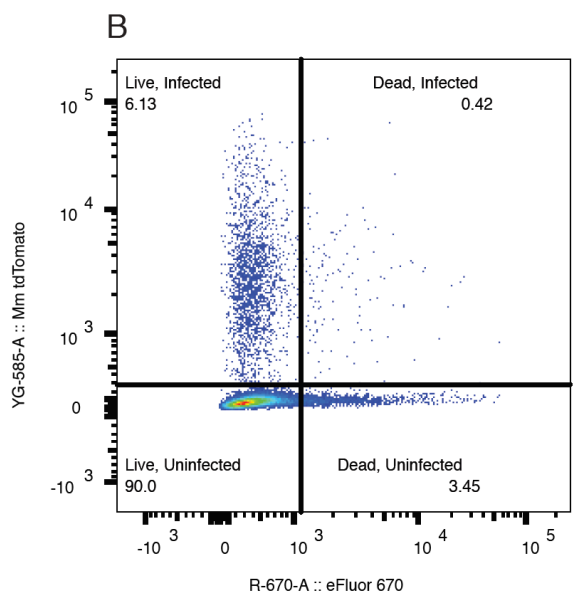 B
Live, Infected
6.13
Dead, Infected
0.42
10 5
10 4
10 3
0
-10 3
YG-585-A :: Mm tdTomato
Live, Uninfected
90.0
Dead, Uninfected
3.45
-10 3
0
10 3
10 4
10 5
R-670-A :: eFluor 670